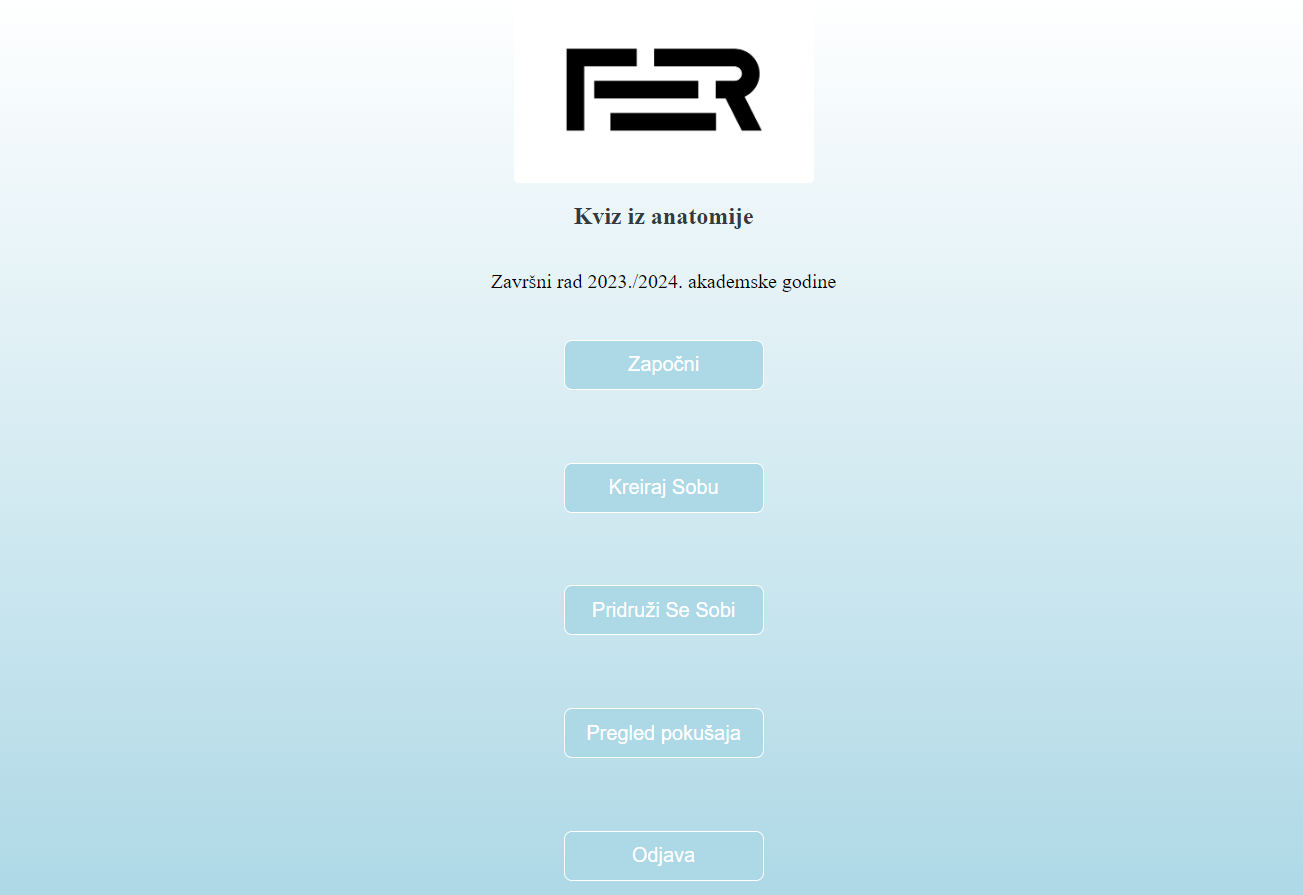 FER
Kviz iz anatomije
Završni rad 2023./2024. akademske godine
Započni
Kreiraj Sobu
Pridruži Se Sobi
Pregled pokušaja
Odjava